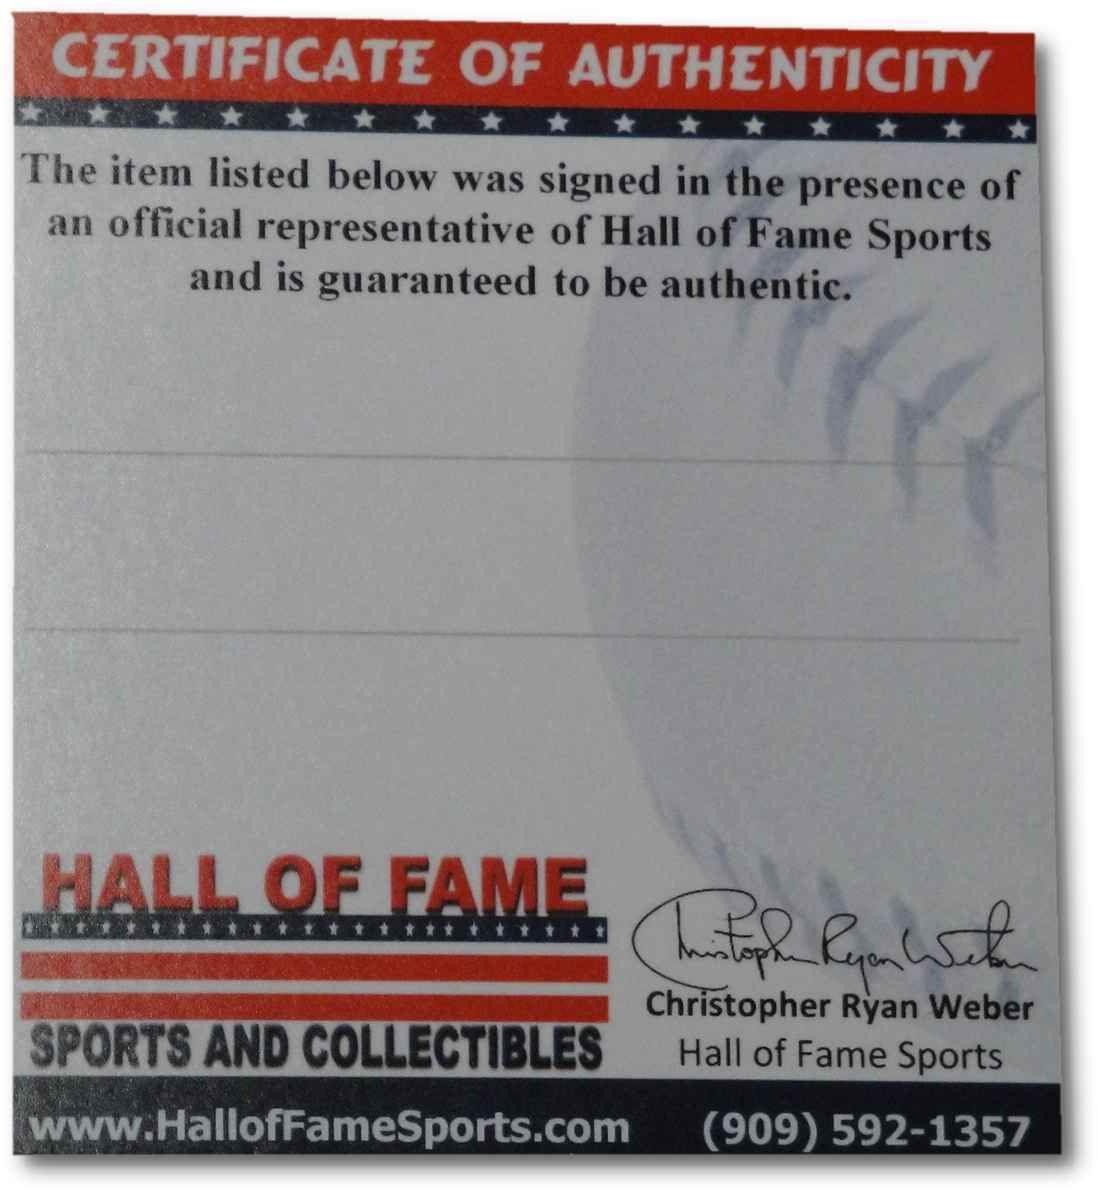 CERTIFICATE OF AUTHENTICITY
The item listed below was signed in the presence of
an official representative of Hall of Fame Sports
and is guaranteed to be authentic.
HALL OF FAME
SPORTS AND COLLECTIBLES
Christopher Ryan Weber
Christopher Ryan Weber
Hall of Fame Sports
www.HallofFameSports.com (909) 592-1357